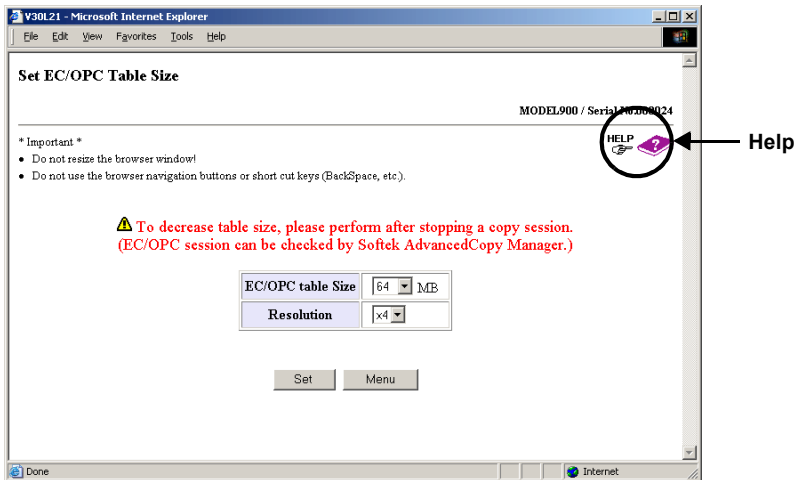 V30L21 - Microsoft Internet Explorer
File Edit View Favorites Tools Help
Set EC/OPC Table Size
MODEL900 / Serial No.000024
* Important *
HELP
?
Help
• Do not resize the browser window!
• Do not use the browser navigation buttons or short cut keys (BackSpace, etc.).
To decrease table size, please perform after stopping a copy session.
(EC/OPC session can be checked by Softek AdvancedCopy Manager.)
EC/OPC table Size 64 MB
Resolution x4
Set Menu
Done Internet